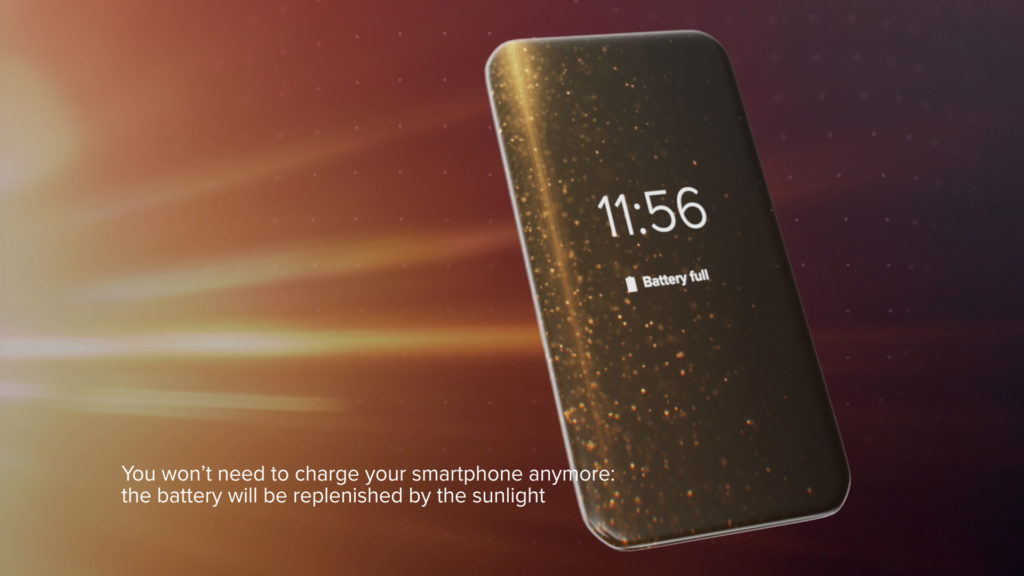 11:56
Battery full
You won’t need to charge your smartphone anymore:
the battery will be replenished by the sunlight